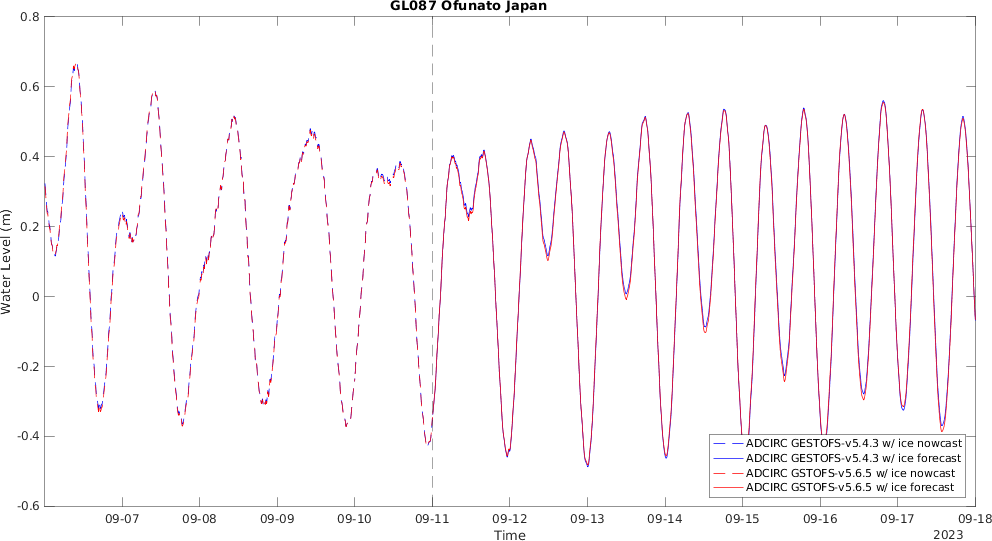 GL087 Ofunato Japan
0.8
0.6
0.4
0.2
0
-0.2
-0.4
-0.6
Water Level (m)
ADCIRC GESTOFS-v5.4.3 w/ ice nowcast
ADCIRC GESTOFS-v5.4.3 w/ ice forecast
ADCIRC GSTOFS-v5.6.5 w/ ice nowcast
ADCIRC GSTOFS-v5.6.5 w/ ice forecast
09-07 09-08 09-09 09-10 09-11 09-12 09-13 09-14 09-15 09-16 09-17 09-18
Time
2023